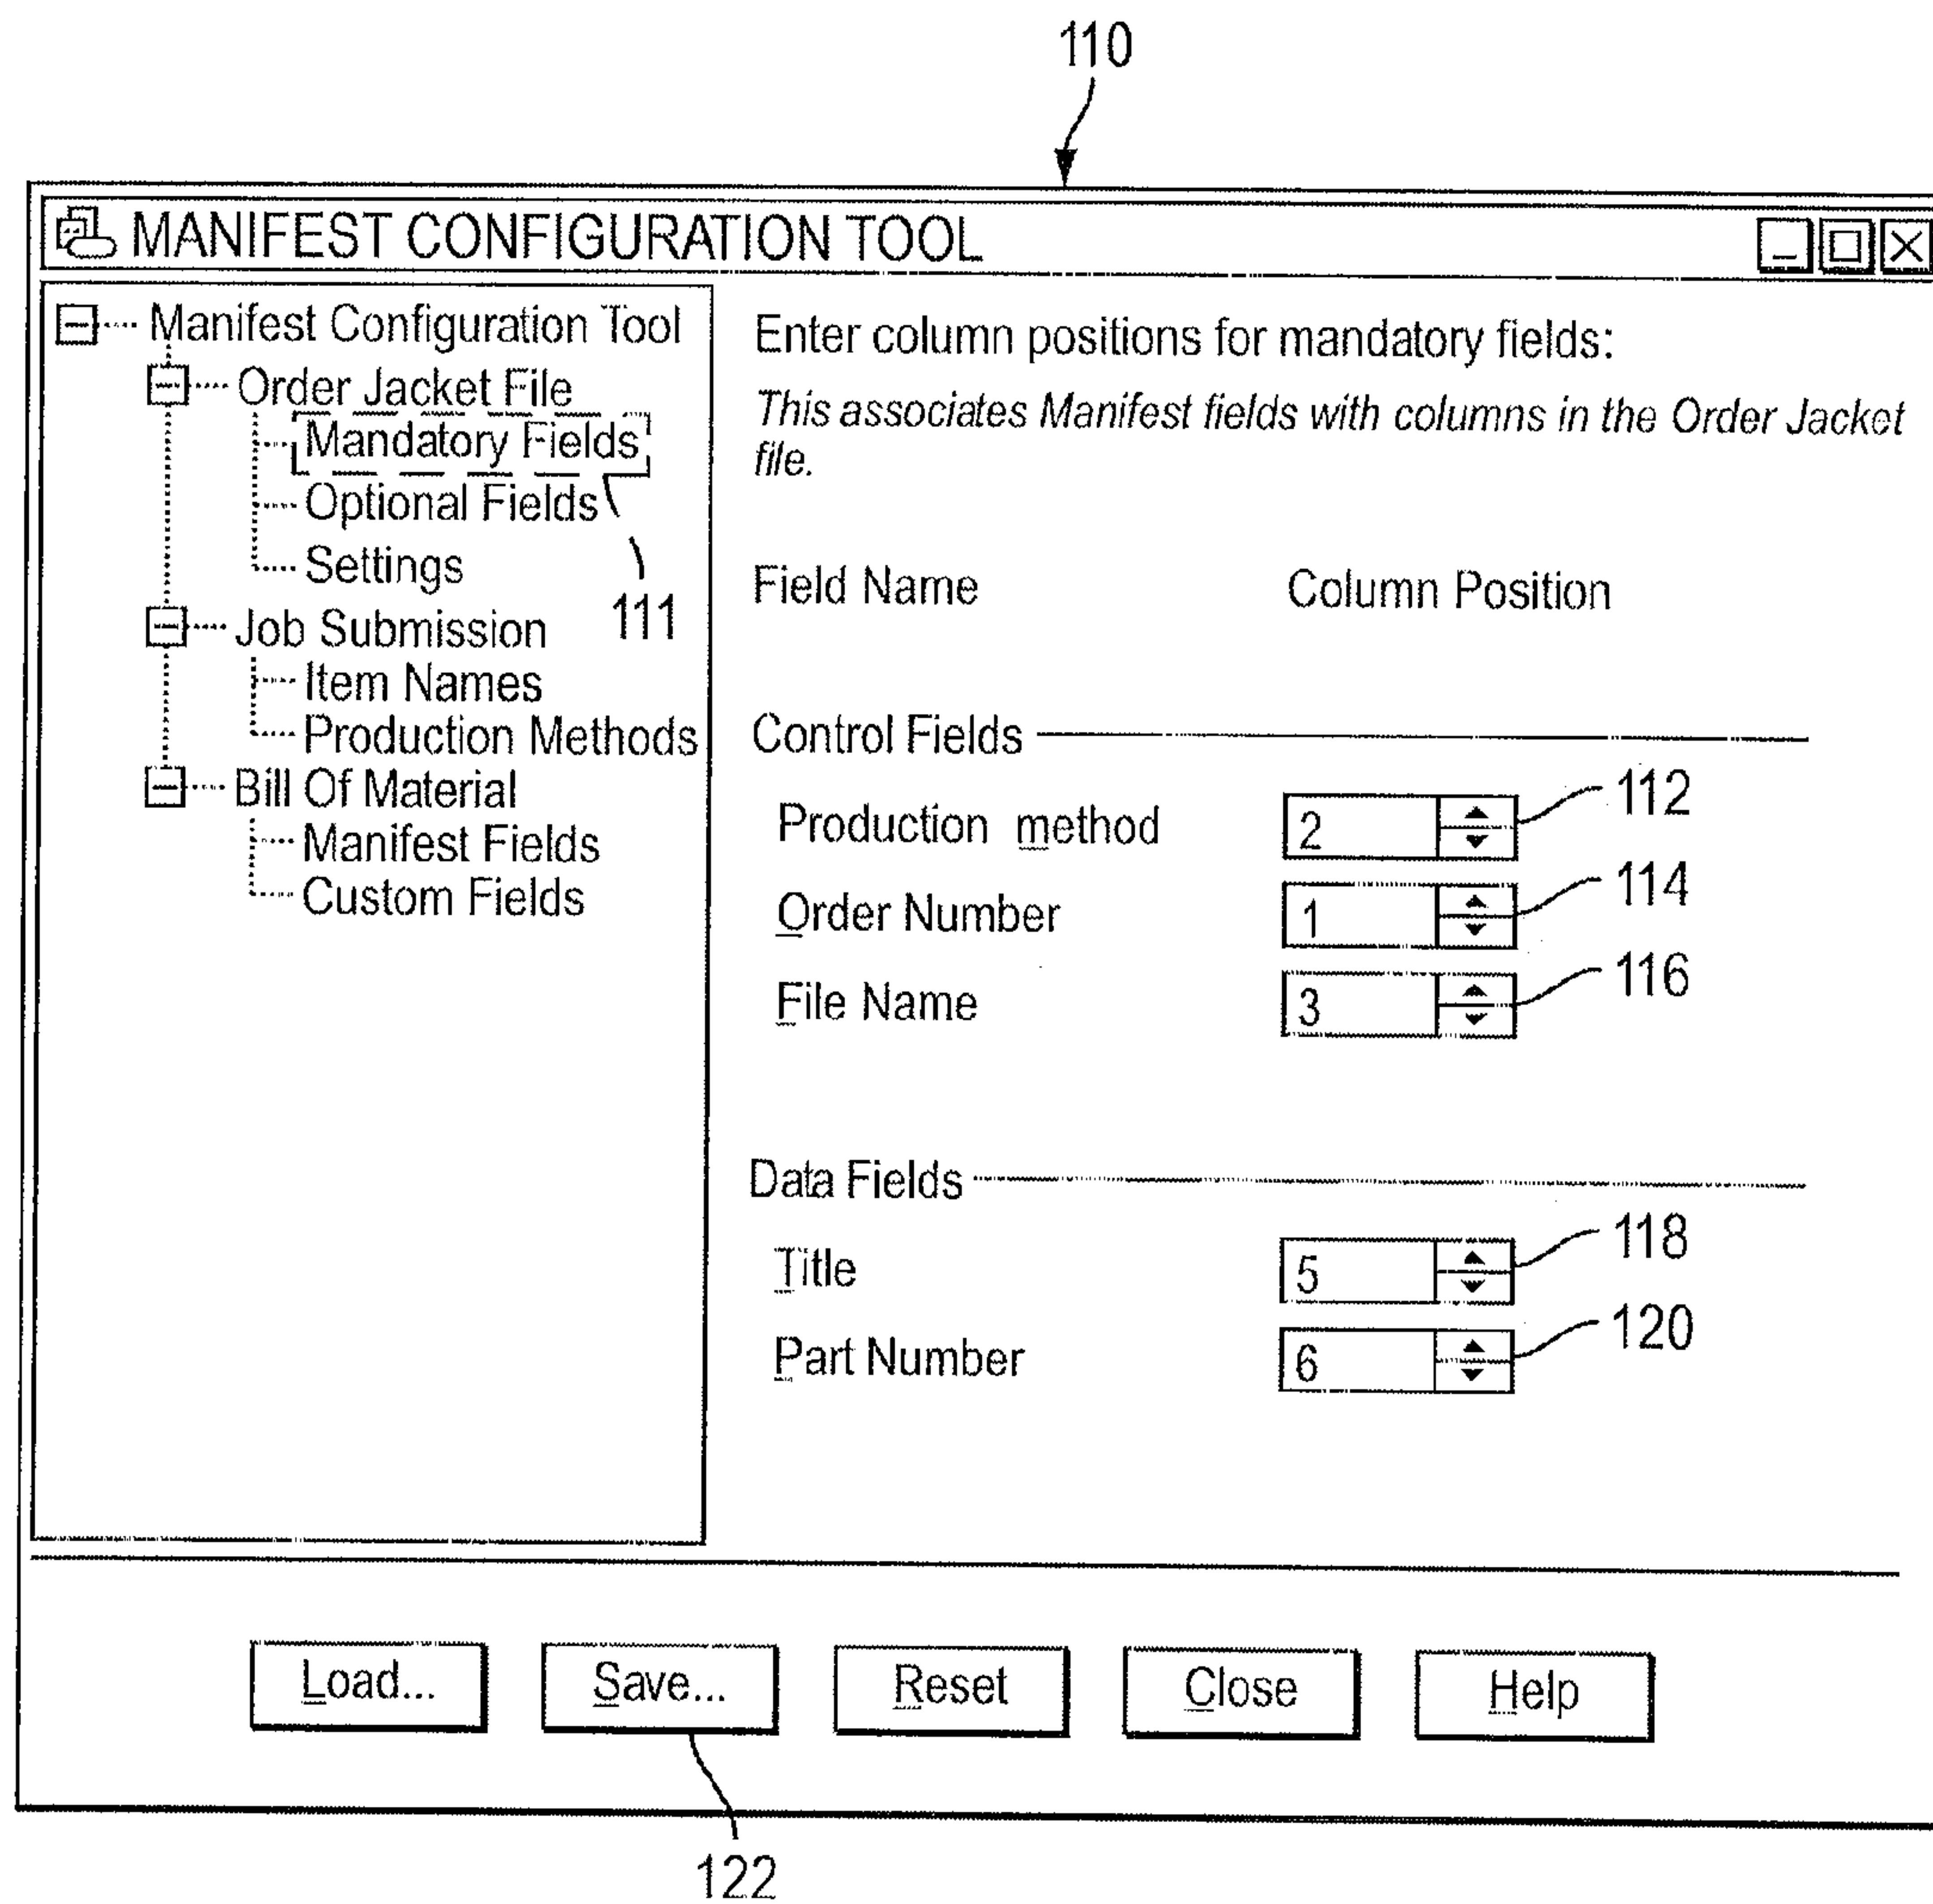 110
MANIFEST CONFIGURATION TOOL
Manifest Configuration Tool
Order Jacket File
Mandatory Fields
Optional Fields
Settings
111
Job Submission
Item Names
Production Methods
Bill Of Material
Manifest Fields
Custom Fields
Enter column positions for mandatory fields:
This associates Manifest fields with columns in the Order Jacket
file.
Field Name Column Position
Control Fields
Production method 2 112
Order Number 1 114
File Name 3 116
Data Fields
Title 5 118
Part Number 6 120
Load... Save... Reset Close Help
122